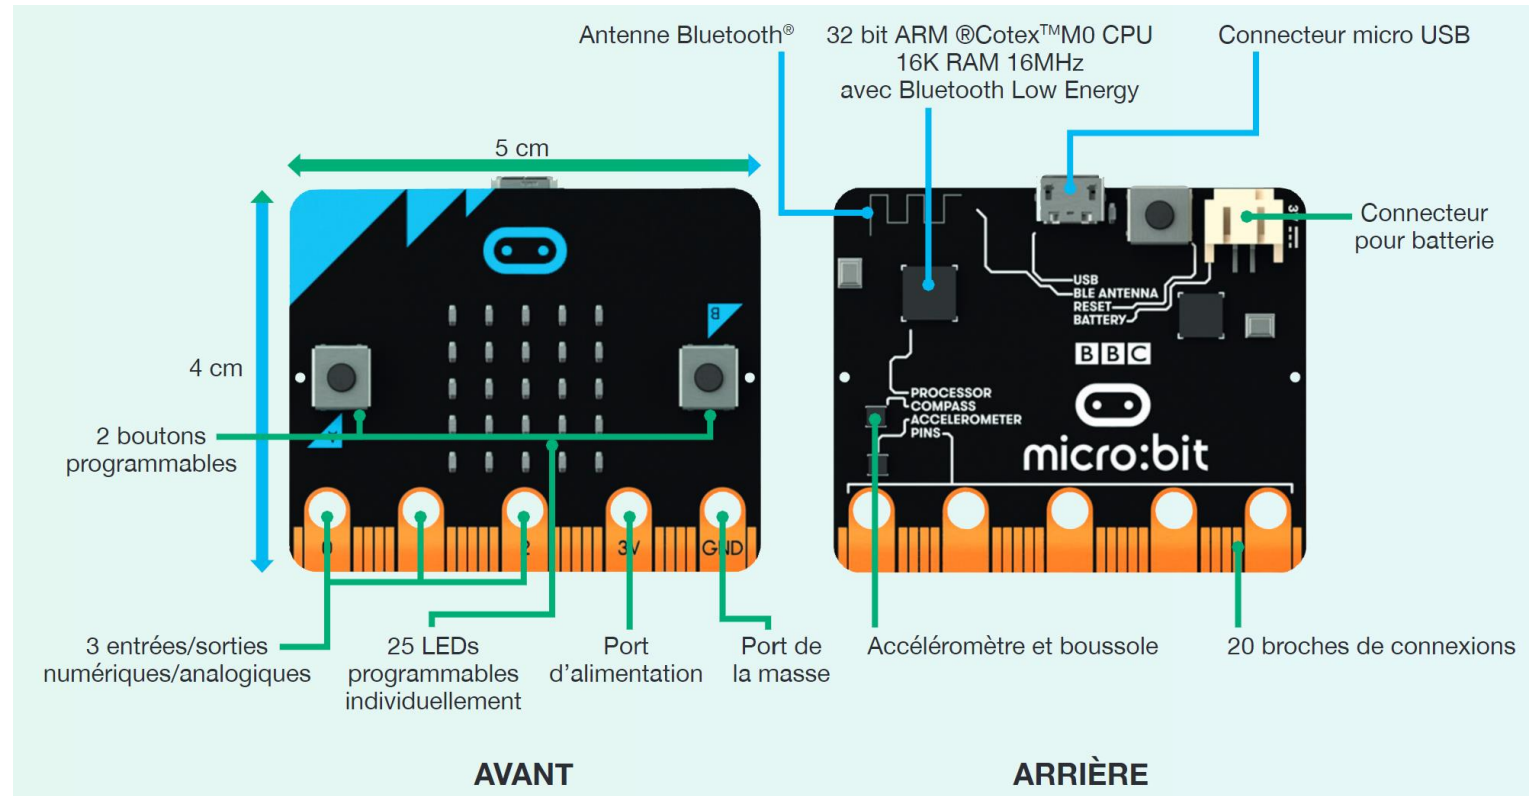 Antenne Bluetooth®
32 bit ARM ®Cotex™M0 CPU
16K RAM 16MHz
avec Bluetooth Low Energy
Connecteur micro USB
5 cm
4 cm
Connecteur
pour batterie
B
A
2 boutons
programmables
USB
BLE ANTENNA
RESET
BATTERY
BBC
PROCESSOR
COMPASS
ACCELEROMETER
PINS
micro:bit
0
2
3V
GND
3 entrées/sorties
numériques/analogiques
25 LEDs
programmables
individuellement
Port
d’alimentation
Port de
la masse
Accéléromètre et boussole
20 broches de connexions
AVANT
ARRIÈRE